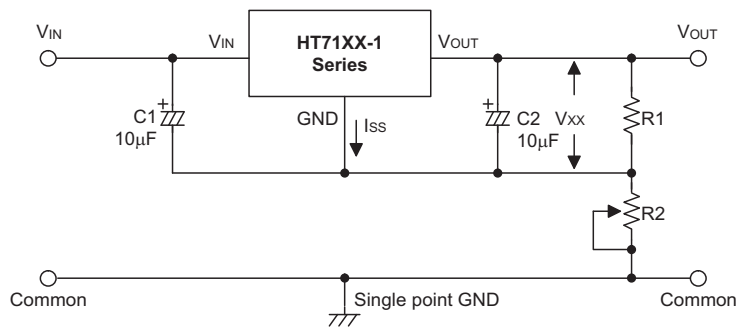 VIN
VIN
HT71XX-1
Series
VOUT
VOUT
+
C1
10μF
GND
ISS
+
C2
10μF
VXX
R1
R2
Common
Single point GND
Common